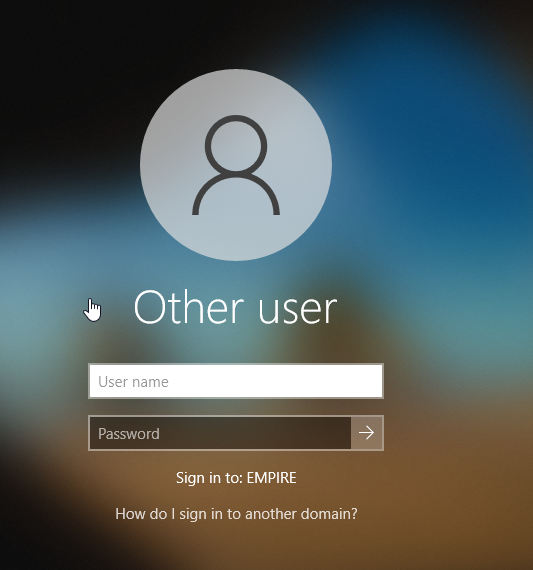 Other user
User name
Password
Sign in to: EMPIRE
How do I sign in to another domain?